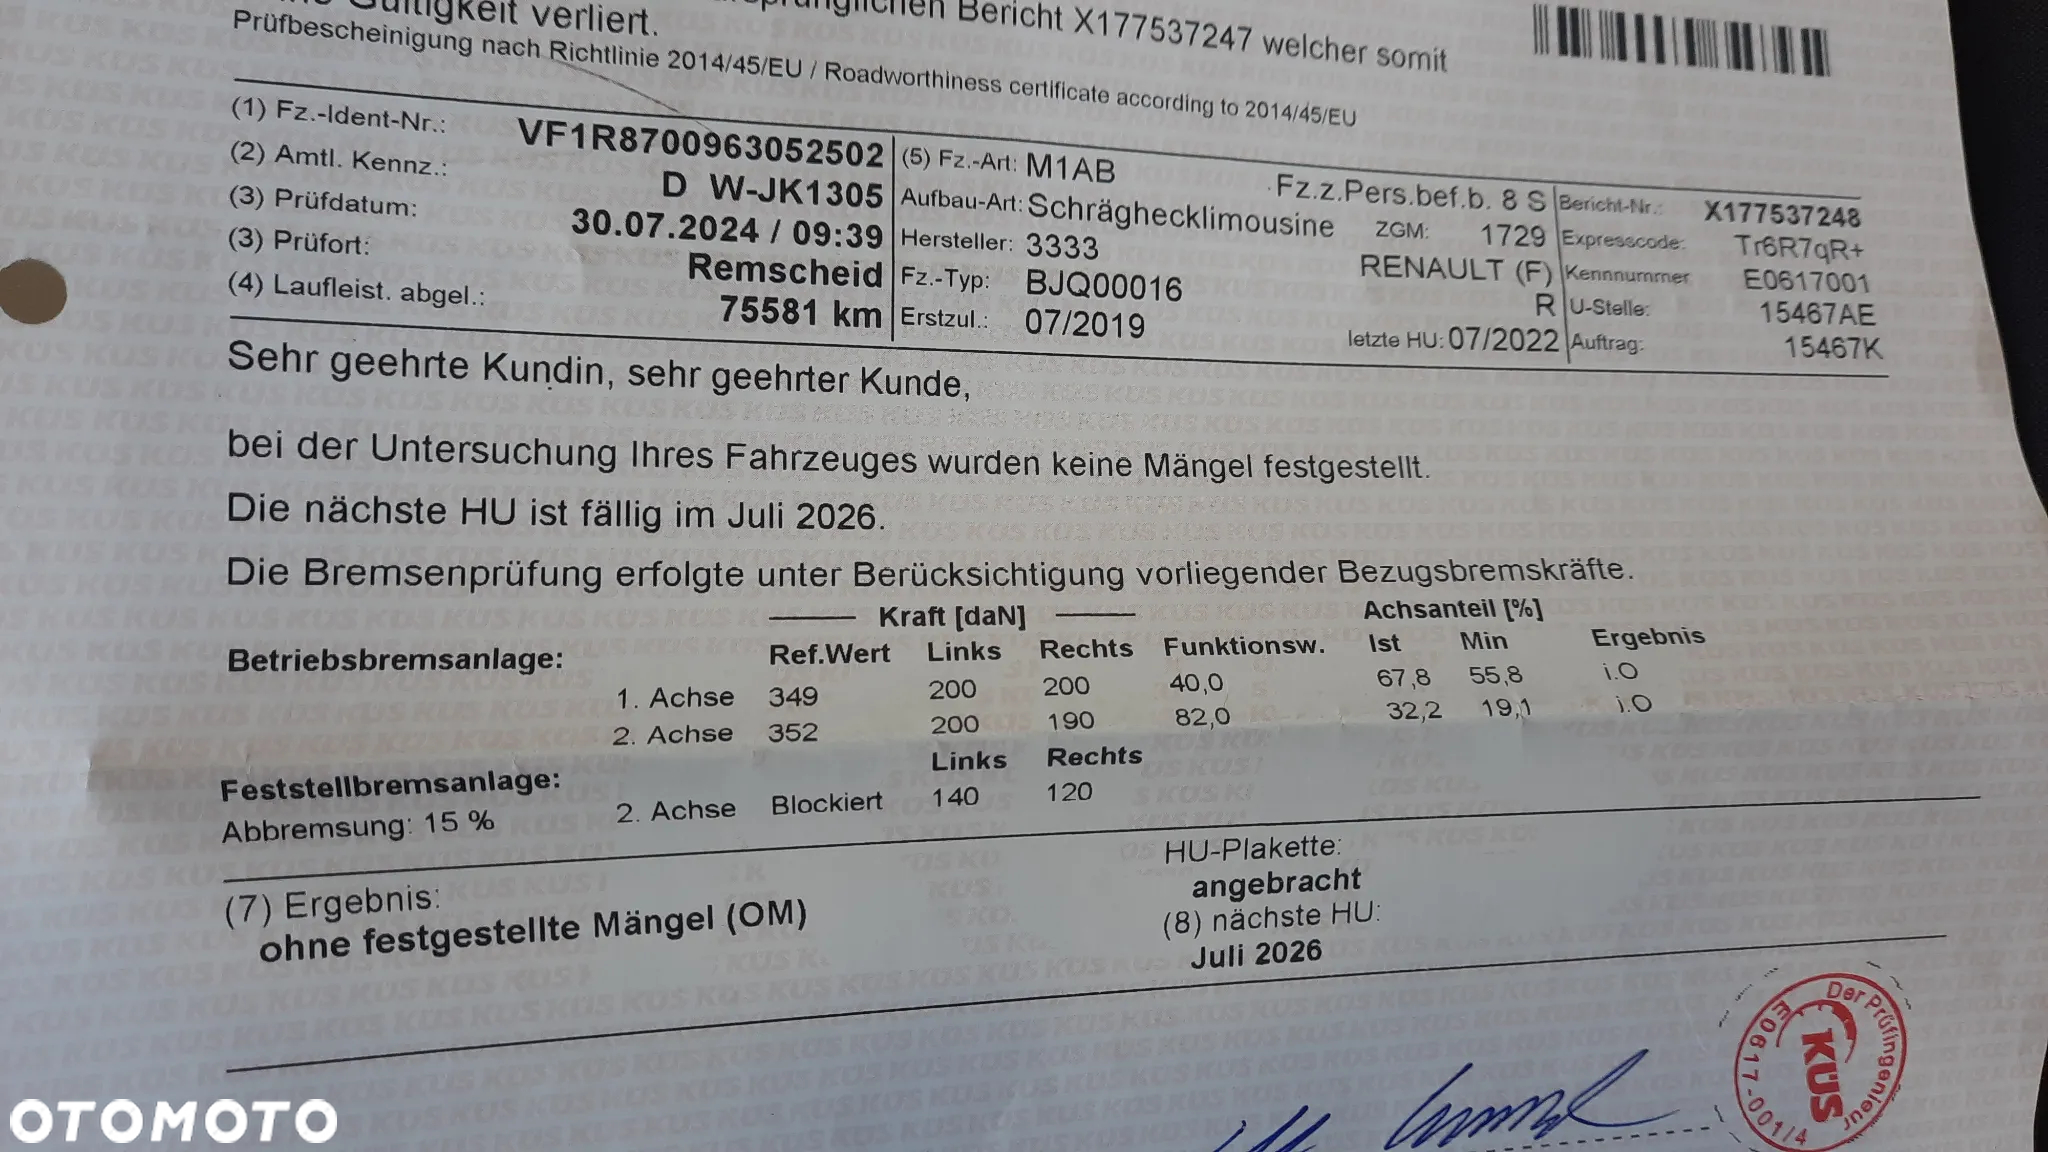 Gültigkeit verliert.
Bericht X177537247 welcher somit
Prüfbescheinigung nach Richtlinie 2014/45/EU / Roadworthiness certificate according to 2014/45/EU
(1) Fz.-Ident-Nr.: VF1R8700963052502
(2) Amtl. Kennz.: D W-JK1305
(3) Prüfdatum: 30.07.2024 / 09:39
(3) Prüfort: Remscheid
(4) Laufleist. abgel.: 75581 km
(5) Fz.-Art: M1AB Fz.z.Pers.bef.b. 8 S
Aufbau-Art: Schräghecklimousine ZGM: 1729
Hersteller: 3333 RENAULT (F)
Fz.-Typ: BJQ00016 R
Erstzul.: 07/2019 letzte HU: 07/2022
Bericht-Nr.: X177537248
Expresscode: Tr6R7qR+
Kennnummer E0617001
U-Stelle: 15467AE
Auftrag: 15467K
Sehr geehrte Kundin, sehr geehrter Kunde,
bei der Untersuchung Ihres Fahrzeuges wurden keine Mängel festgestellt.
Die nächste HU ist fällig im Juli 2026.
Die Bremsenprüfung erfolgte unter Berücksichtigung vorliegender Bezugsbremskräfte.
Kraft [daN] Achsanteil [%]
Betriebsbremsanlage: Ref.Wert Links Rechts Funktionsw. Ist Min Ergebnis
1. Achse 349 200 200 40,0 67,8 55,8 i.O
2. Achse 352 200 190 82,0 32,2 19,1 i.O
Links Rechts
Feststellbremsanlage:
Abbremsung: 15 % 2. Achse Blockiert 140 120
(7) Ergebnis:
ohne festgestellte Mängel (OM)
HU-Plakette:
angebracht
(8) nächste HU:
Juli 2026
Der Prüfingenieur
KÜS
E0617-001/4
OTOMOTO